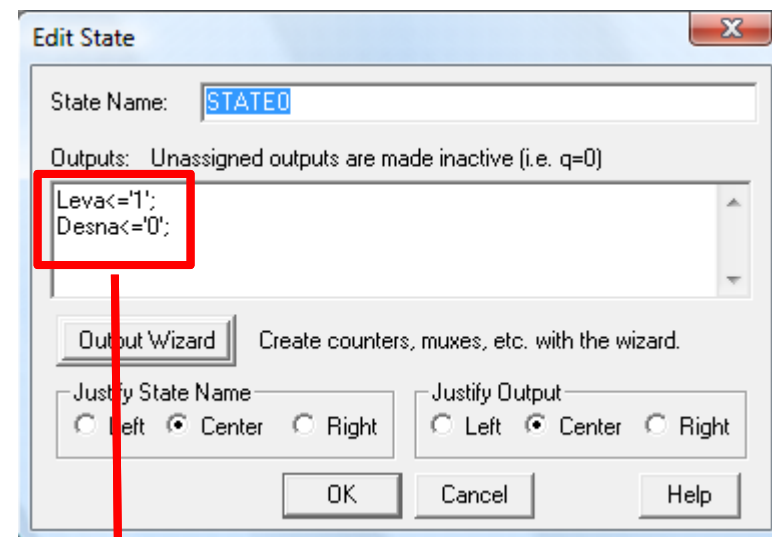 Edit State
State Name: STATE0
Outputs: Unassigned outputs are made inactive (i.e. q=0)
Leva<='1';
Desna<='0';
Output Wizard Create counters, muxes, etc. with the wizard.
Justify State Name Justify Output
Left Center Right Left Center Right
OK Cancel Help